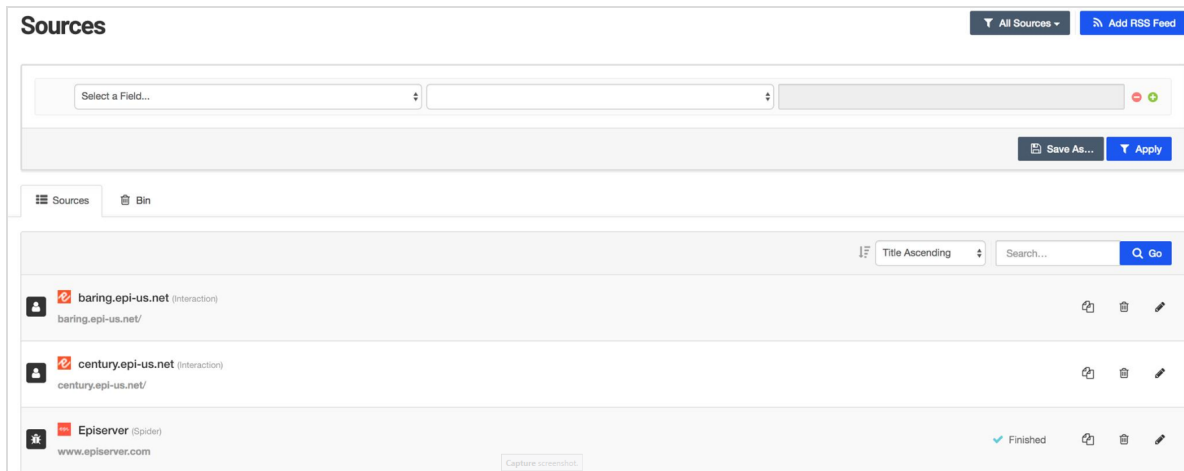 Sources
All Sources
Add RSS Feed
Select a Field...
Save As...
Apply
Sources
Bin
Title Ascending
Search...
Go
baring.epi-us.net (Interaction)
baring.epi-us.net/
century.epi-us.net (Interaction)
century.epi-us.net/
Episerver (Spider)
www.episerver.com
Finished
Capture screenshot.